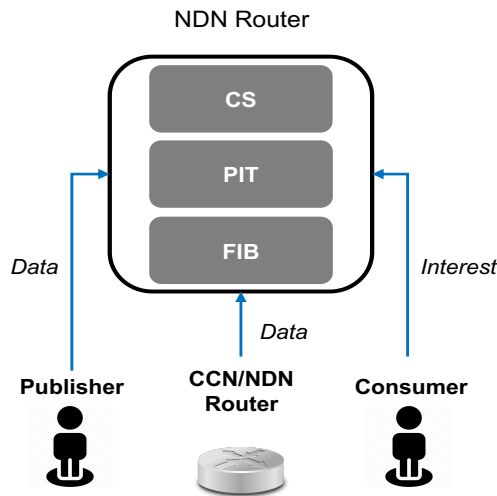 NDN Router
CS
PIT
FIB
Data
Interest
Data
Publisher
CCN/NDN
Router
Consumer